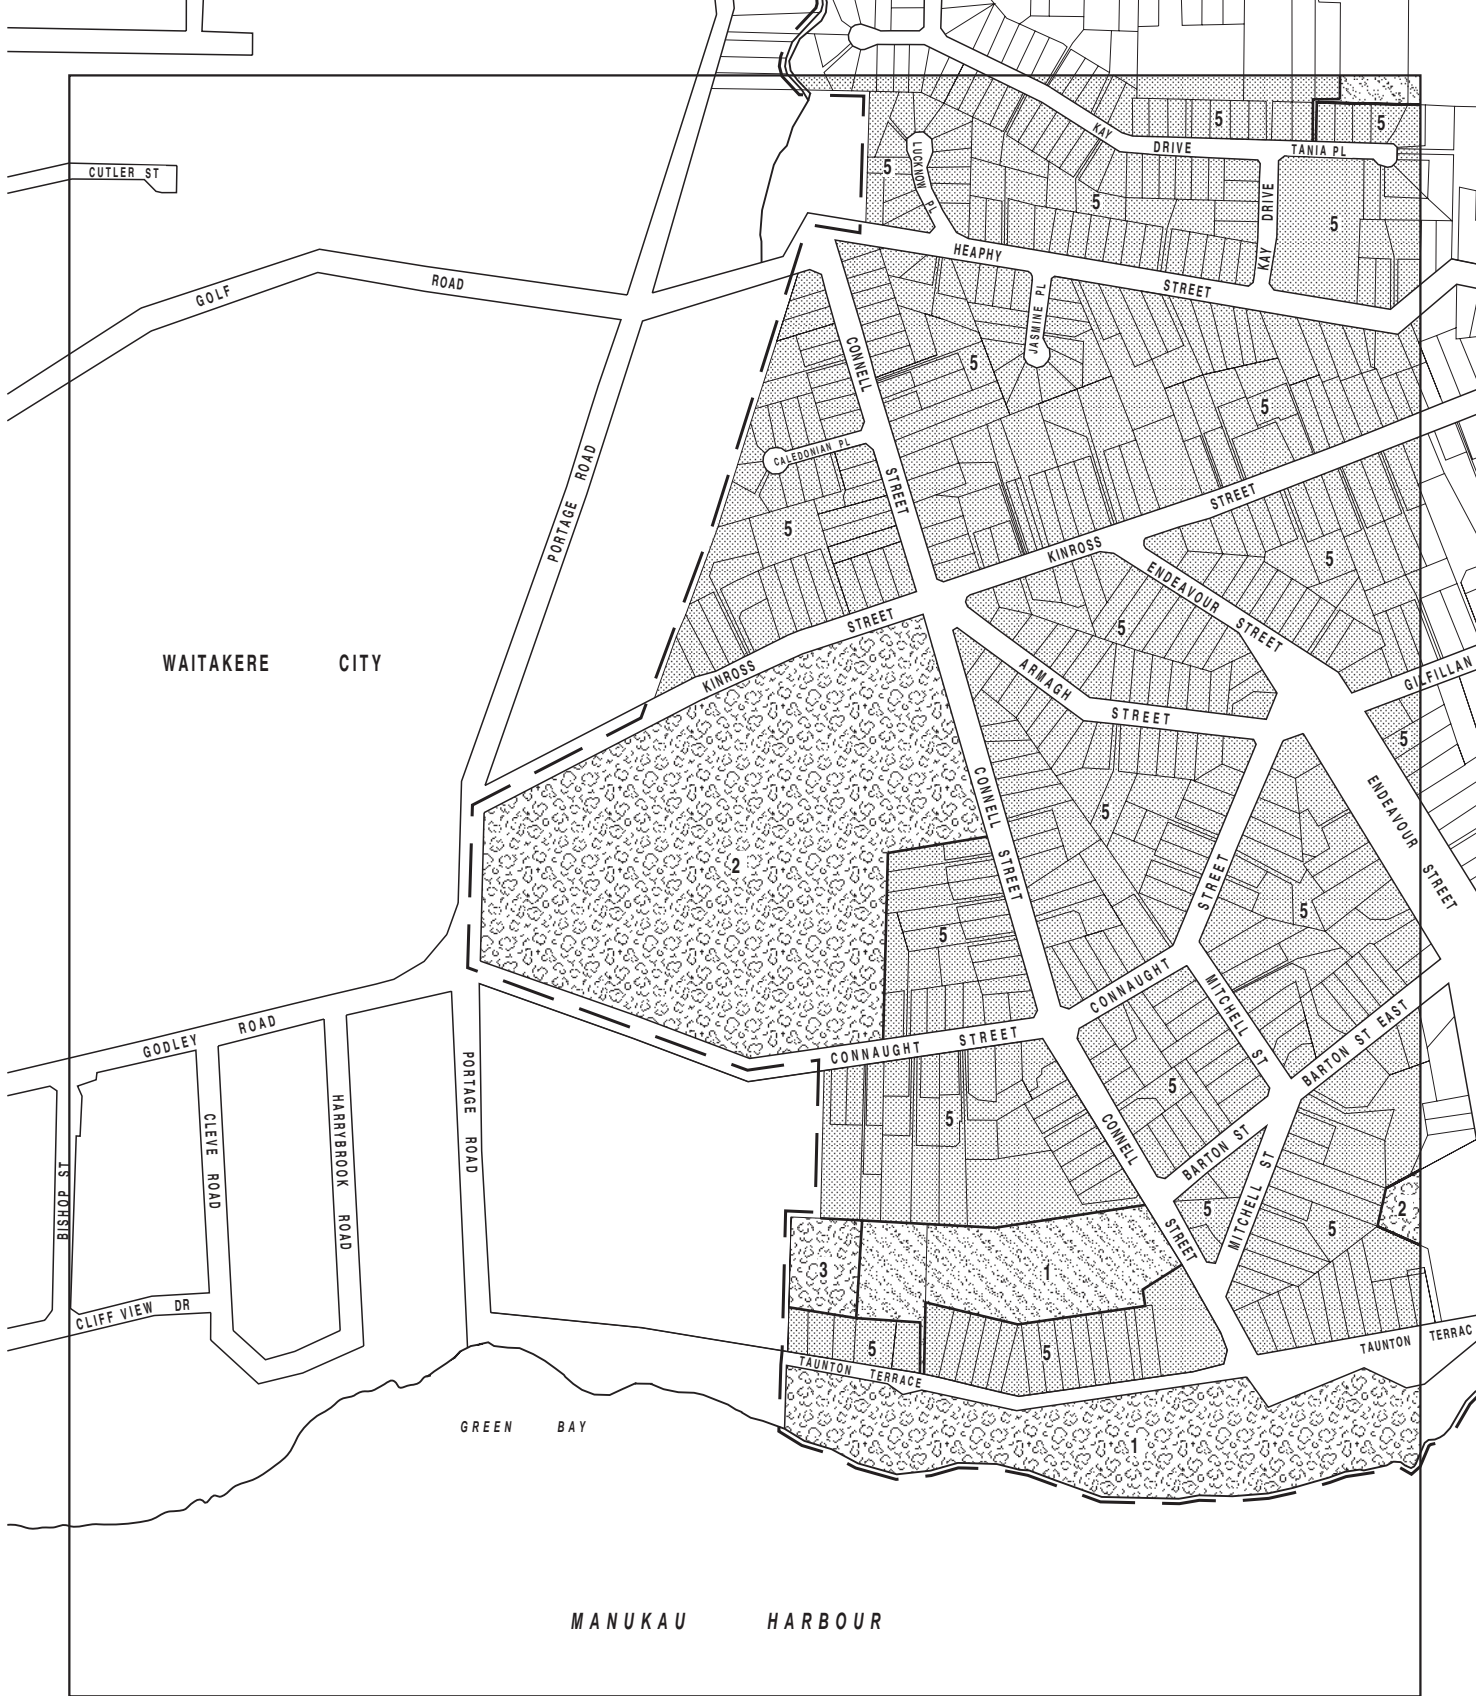 5
5
KAY
DRIVE
TANIA PL
LUCKNOW PL
5
5
KAY DRIVE
5
CUTLER ST
HEAPHY
STREET
GOLF
ROAD
JASMINE PL
CONNELL
5
5
CALEDONIAN PL
STREET
PORTAGE ROAD
STREET
5
KINROSS
5
ENDEAVOUR STREET
STREET
5
WAITAKERE CITY
KINROSS
ARMAGH
STREET
GILFILLAN
5
CONNELL STREET
ENDEAVOUR STREET
5
2
STREET
5
5
CONNAUGHT
MITCHELL ST
GODLEY
ROAD
CONNAUGHT STREET
BARTON ST EAST
PORTAGE ROAD
HARRYBROOK ROAD
CLEVE ROAD
5
5
CONNELL
BARTON ST
BISHOP ST
MITCHELL ST
5
2
STREET
5
3
1
CLIFF VIEW DR
5
5
TAUNTON TERRACE
TAUNTON TERRAC
GREEN BAY
1
MANUKAU HARBOUR